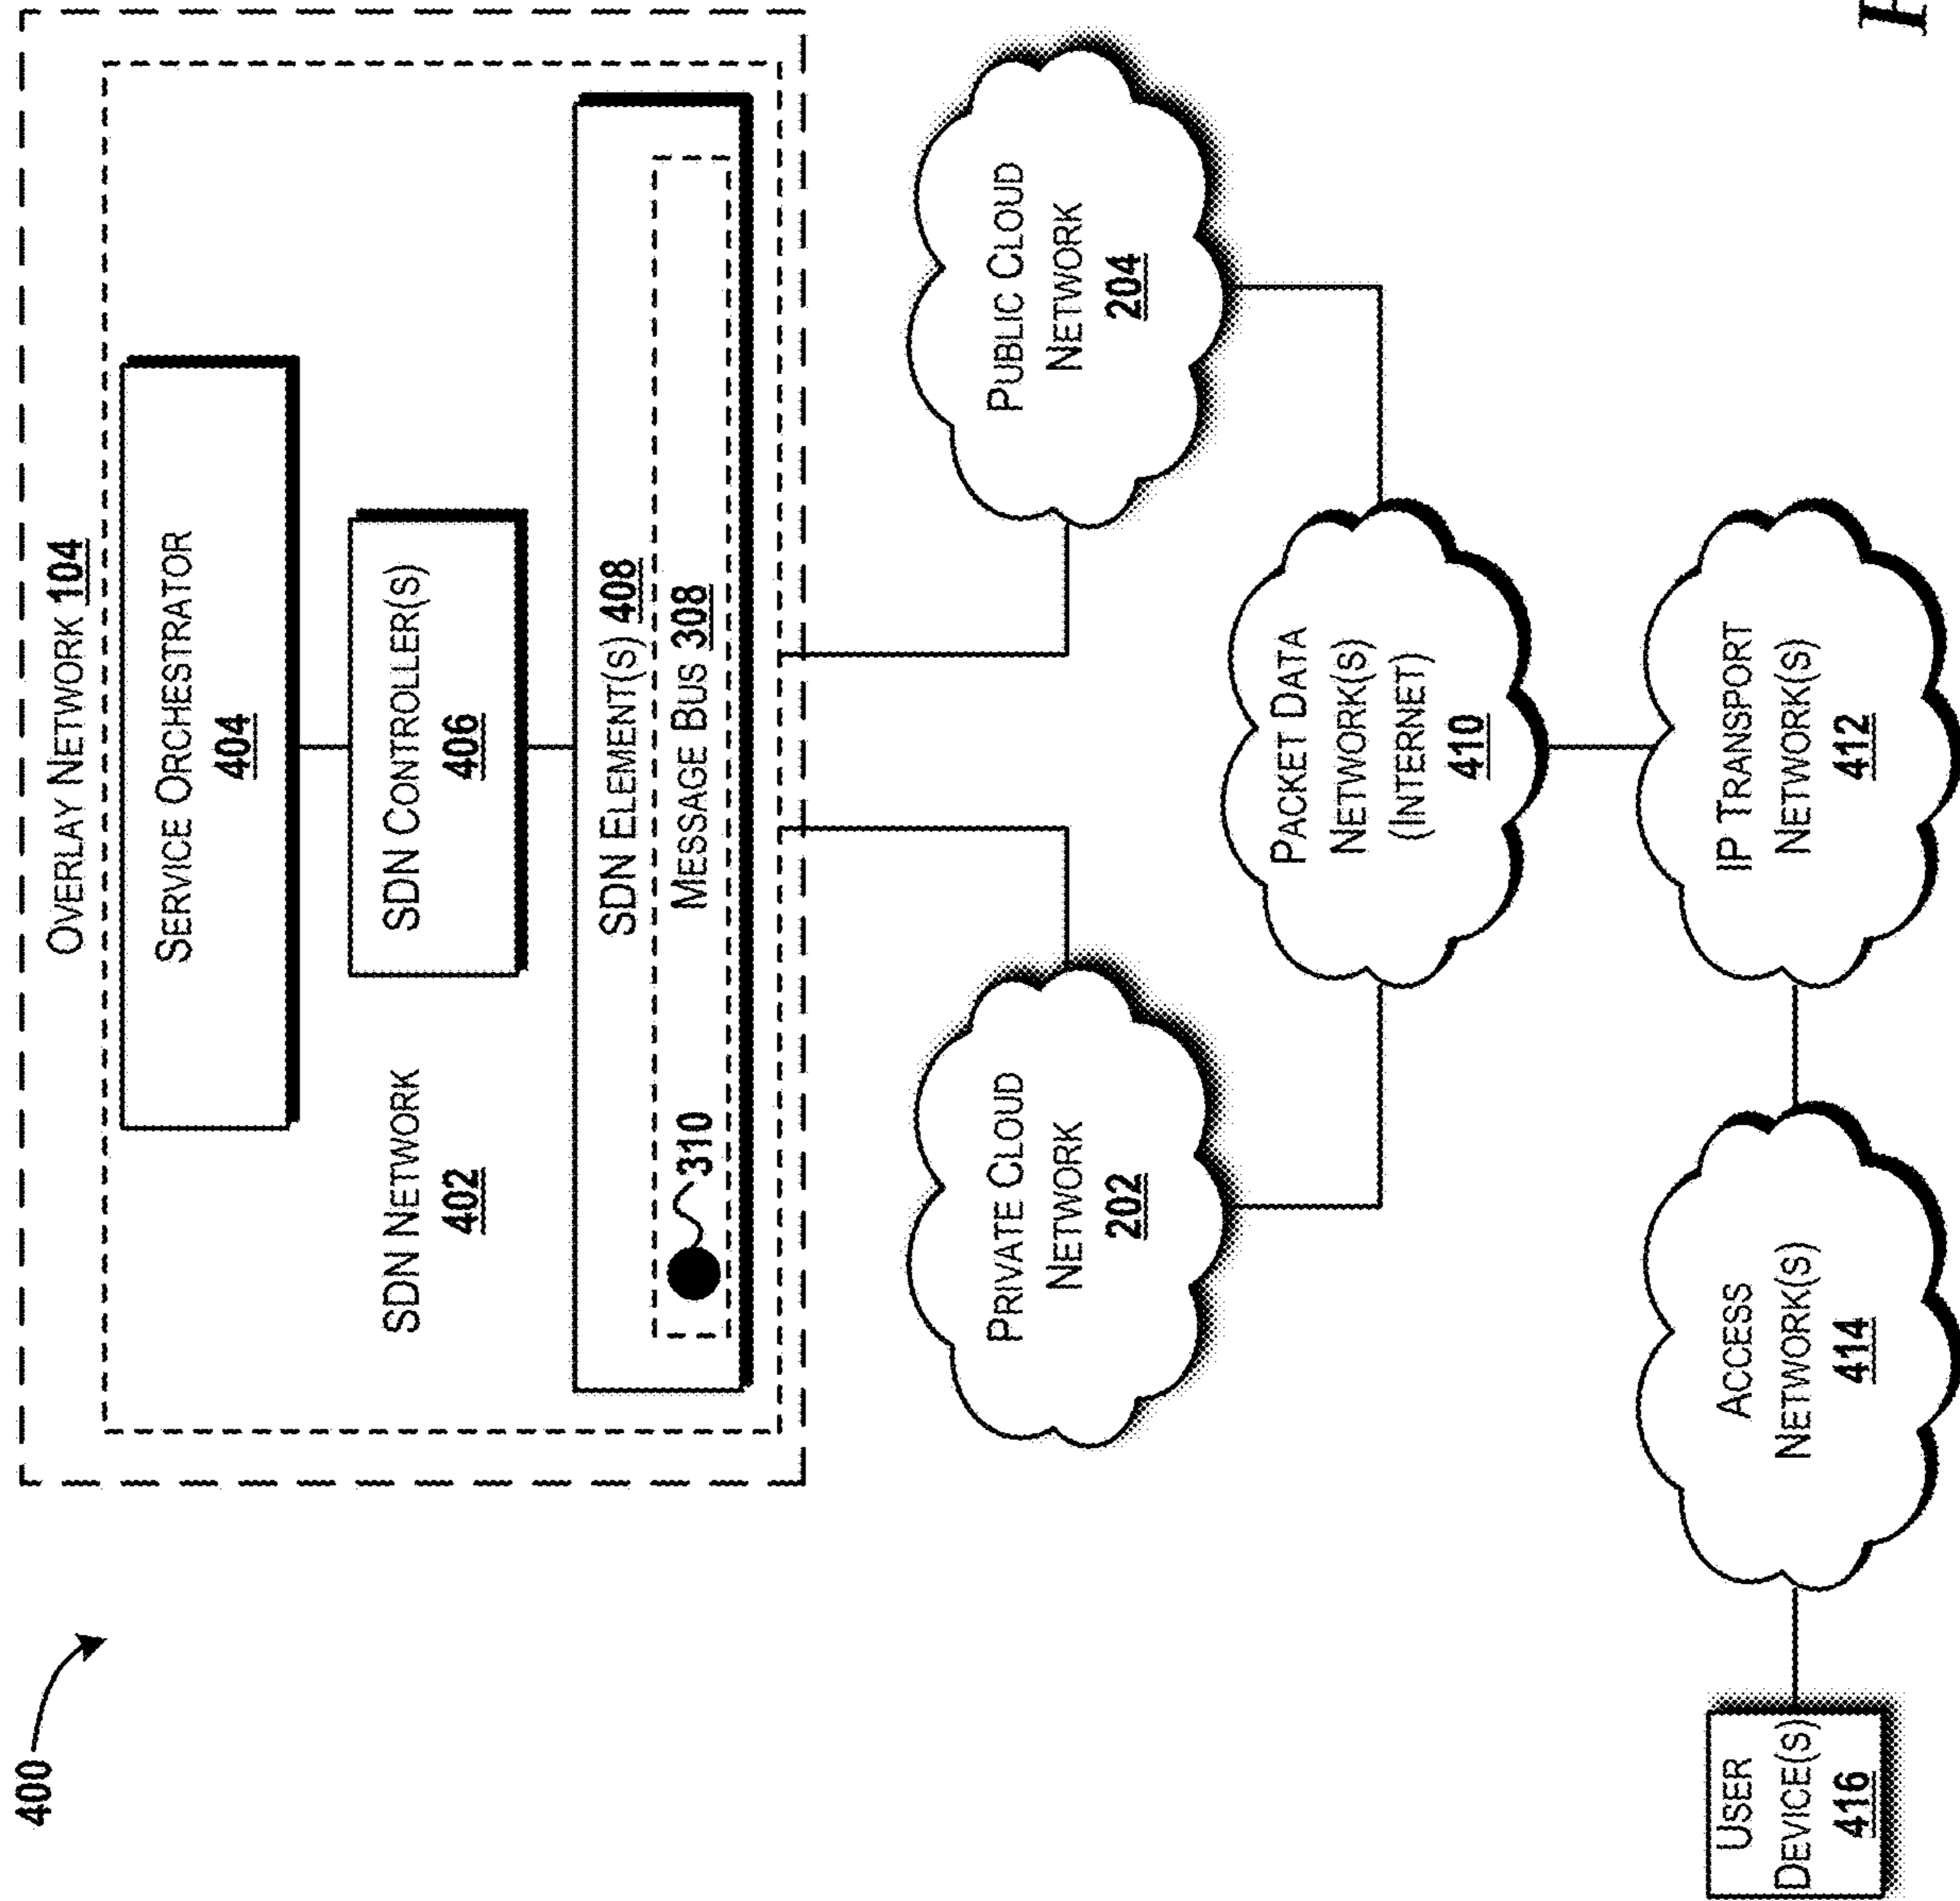 400
OVERLAY NETWORK 104
SERVICE ORCHESTRATOR
404
SDN NETWORK
402
SDN CONTROLLER(S)
406
SDN ELEMENT(S) 408
310
MESSAGE BUS 308
PRIVATE CLOUD
NETWORK
202
PUBLIC CLOUD
NETWORK
204
PACKET DATA
NETWORK(S)
(INTERNET)
410
USER
DEVICE(S)
416
ACCESS
NETWORK(S)
414
IP TRANSPORT
NETWORK(S)
412